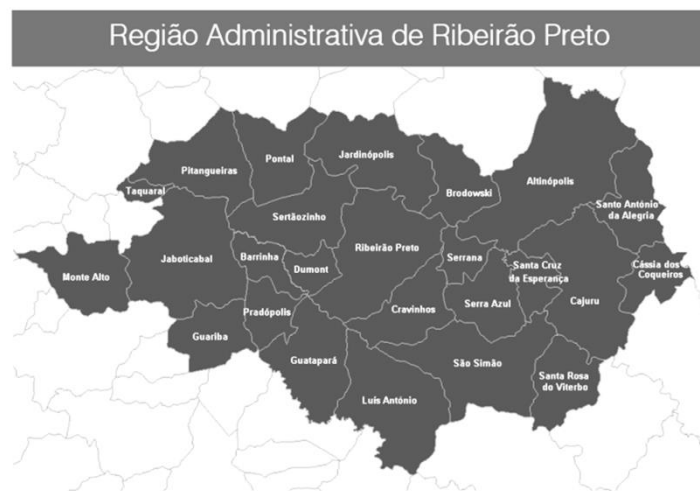 Região Administrativa de Ribeirão Preto
Pontal
Jardinópolis
Pitangueiras
Altinópolis
Taquaral
Brodowski
Santo António
da Alegria
Sertãozinho
Ribeirão Preto
Jaboticabal
Barrinha
Serrana
Santa Cruz
da Esperança
Cássia dos
Coqueiros
Monte Alto
Dumont
Serra Azul
Cajuru
Pradópolis
Cravinhos
Guariba
Guatapará
São Simão
Santa Rosa
do Viterbo
Luís António